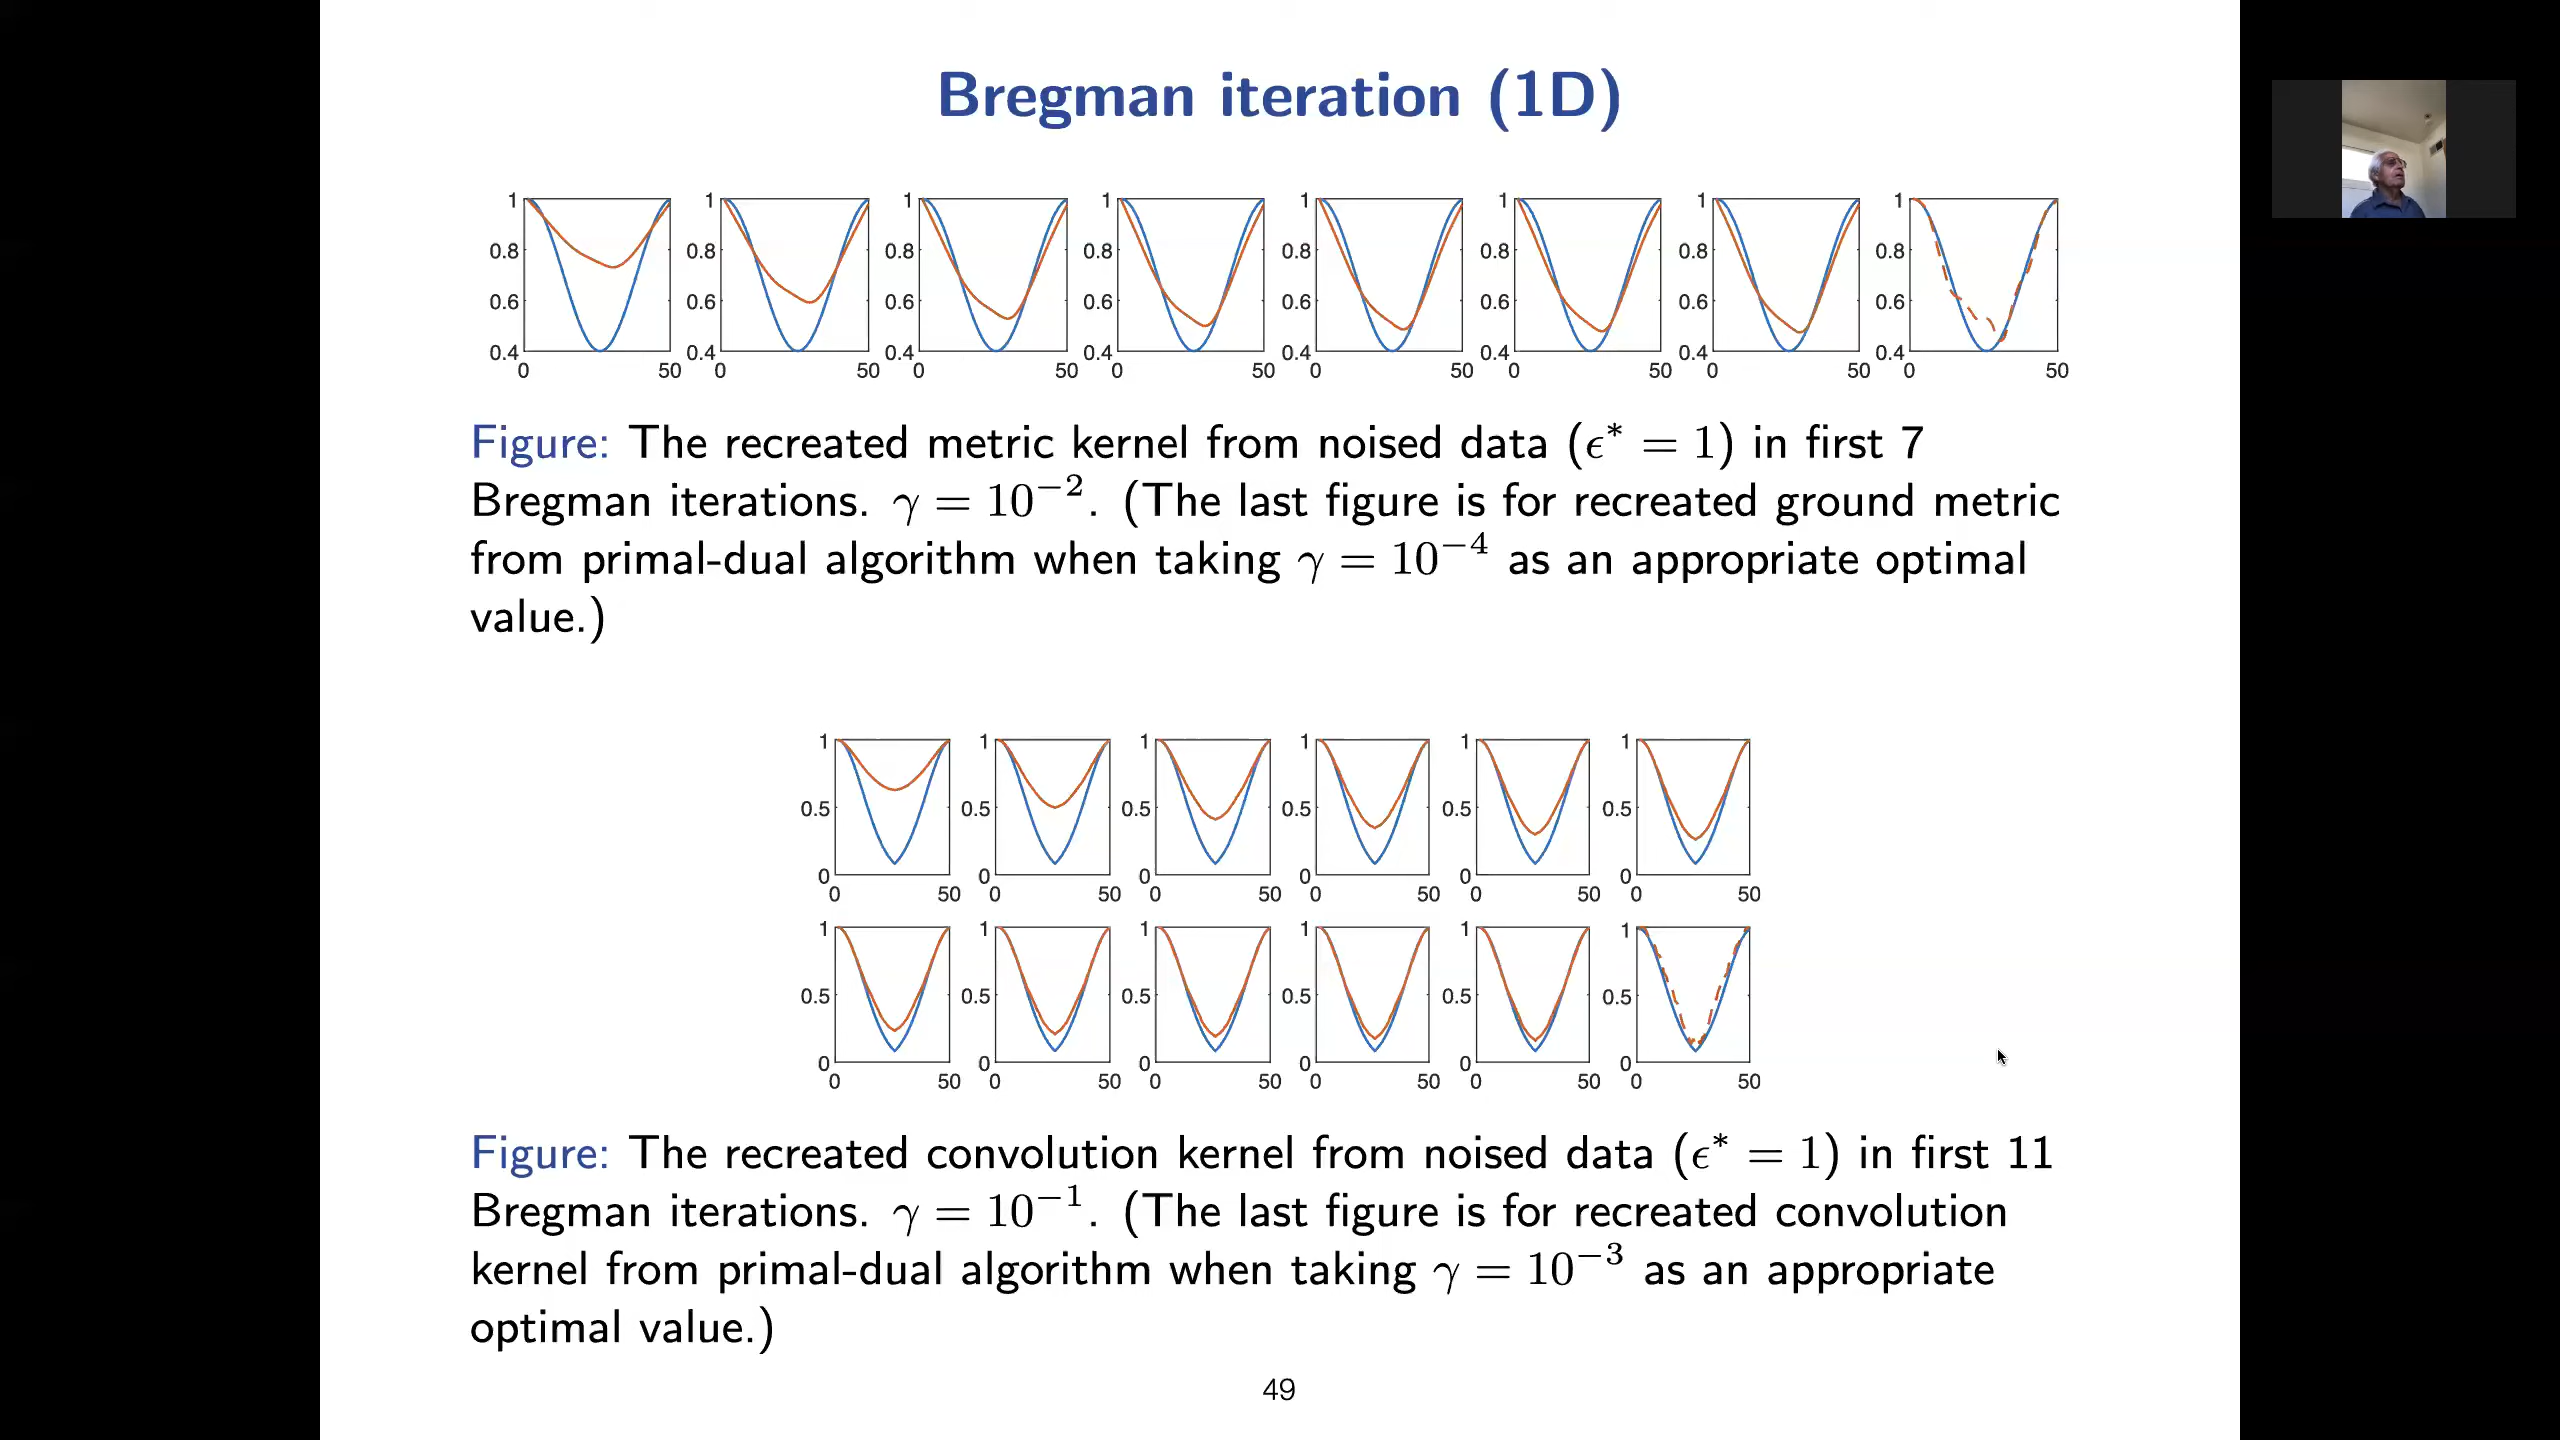 Bregman iteration (1D)
1 1 1 1 1 1 1 1
0.8 0.8 0.8 0.8 0.8 0.8 0.8 0.8
0.6 0.6 0.6 0.6 0.6 0.6 0.6 0.6
0.4 0.4 0.4 0.4 0.4 0.4 0.4 0.4
0 50 0 50 0 50 0 50 0 50 0 50 0 50 0 50
Figure: The recreated metric kernel from noised data (ϵ* = 1) in first 7
Bregman iterations. γ = 10⁻². (The last figure is for recreated ground metric
from primal-dual algorithm when taking γ = 10⁻⁴ as an appropriate optimal
value.)
1 1 1 1 1 1
0.5 0.5 0.5 0.5 0.5 0.5
0 0 0 0 0 0
0 50 0 50 0 50 0 50 0 50 0 50
1 1 1 1 1 1
0.5 0.5 0.5 0.5 0.5 0.5
0 0 0 0 0 0
0 50 0 50 0 50 0 50 0 50 0 50
Figure: The recreated convolution kernel from noised data (ϵ* = 1) in first 11
Bregman iterations. γ = 10⁻¹. (The last figure is for recreated convolution
kernel from primal-dual algorithm when taking γ = 10⁻³ as an appropriate
optimal value.)
49